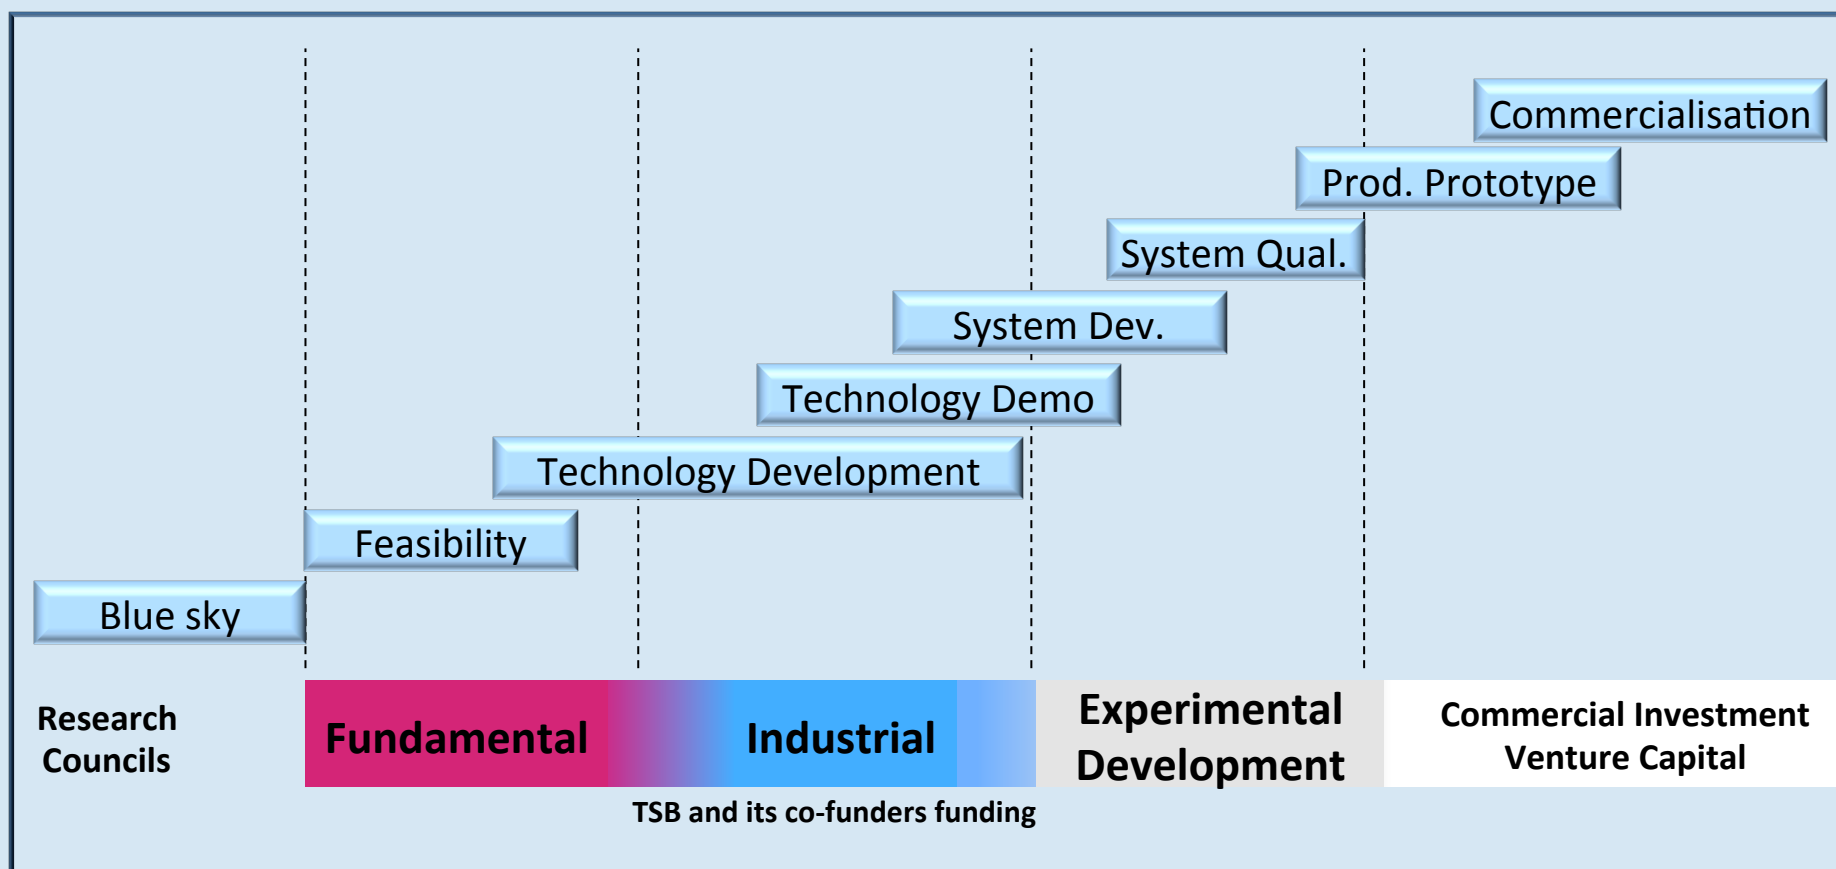 Commercialisation
Prod. Prototype
System Qual.
System Dev.
Technology Demo
Technology Development
Feasibility
Blue sky
Research
Councils
Fundamental
Industrial
Experimental
Development
Commercial Investment
Venture Capital
TSB and its co-funders funding